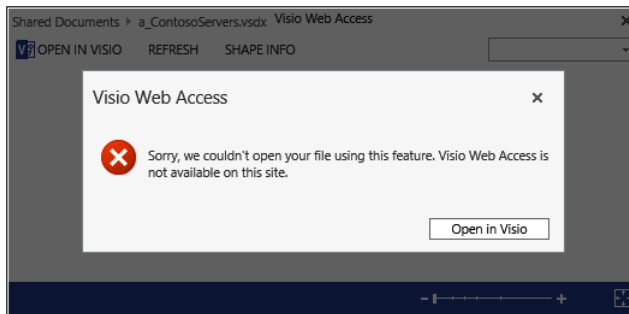 Shared Documents ▸ a_ContosoServers.vsdx Visio Web Access
OPEN IN VISIO REFRESH SHAPE INFO
Visio Web Access
Sorry, we couldn't open your file using this feature. Visio Web Access is
not available on this site.
Open in Visio